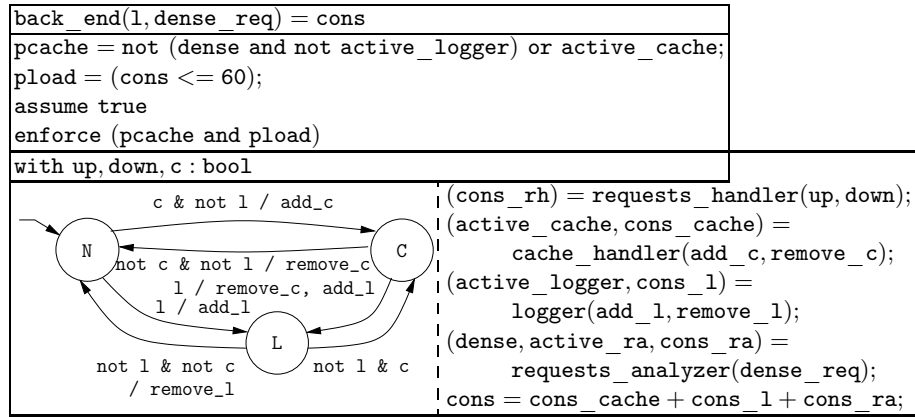 back_end(l, dense_req) = cons
pcache = not (dense and not active_logger) or active_cache;
pload = (cons <= 60);
assume true
enforce (pcache and pload)
with up, down, c : bool
c & not l / add_c
N
C
not c & not l / remove_c
l / remove_c, add_l
l / add_l
L
not l & not c
/ remove_l
not l & c
(cons_rh) = requests_handler(up, down);
(active_cache, cons_cache) =
cache_handler(add_c, remove_c);
(active_logger, cons_l) =
logger(add_l, remove_l);
(dense, active_ra, cons_ra) =
requests_analyzer(dense_req);
cons = cons_cache + cons_l + cons_ra;